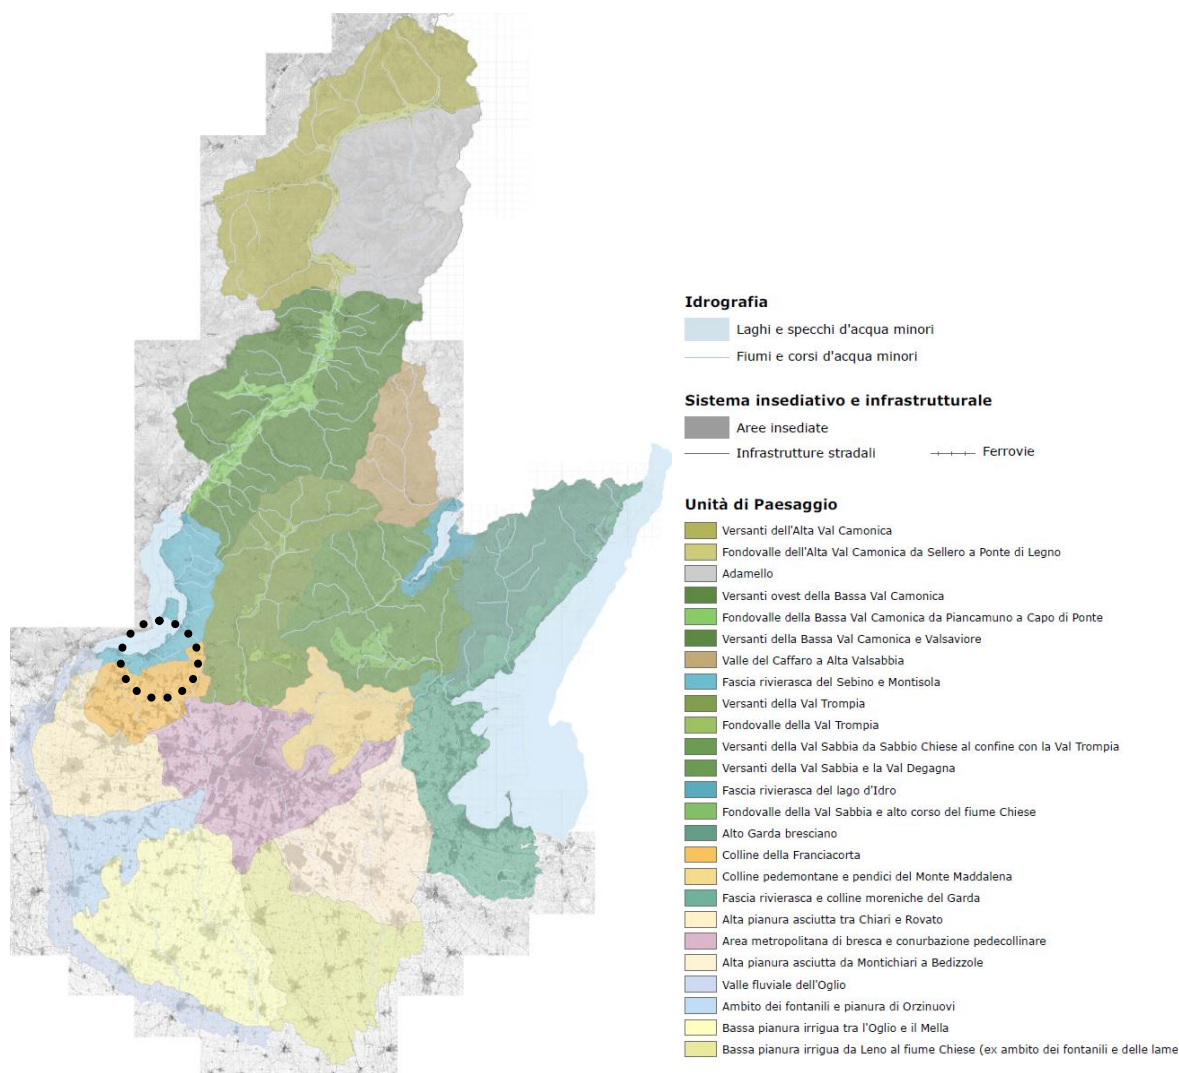 Idrografia
Laghi e specchi d'acqua minori
Fiumi e corsi d'acqua minori
Sistema insediativo e infrastrutturale
Aree insediate
Infrastrutture stradali Ferrovie
Unità di Paesaggio
Versanti dell'Alta Val Camonica
Fondovalle dell'Alta Val Camonica da Sellero a Ponte di Legno
Adamello
Versanti ovest della Bassa Val Camonica
Fondovalle della Bassa Val Camonica da Piancamuno a Capo di Ponte
Versanti della Bassa Val Camonica e Valsaviore
Valle del Caffaro a Alta Valsabbia
Fascia rivierasca del Sebino e Montisola
Versanti della Val Trompia
Fondovalle della Val Trompia
Versanti della Val Sabbia da Sabbio Chiese al confine con la Val Trompia
Versanti della Val Sabbia e la Val Degagna
Fascia rivierasca del lago d'Idro
Fondovalle della Val Sabbia e alto corso del fiume Chiese
Alto Garda bresciano
Colline della Franciacorta
Colline pedemontane e pendici del Monte Maddalena
Fascia rivierasca e colline moreniche del Garda
Alta pianura asciutta tra Chiari e Rovato
Area metropolitana di bresca e conurbazione pedecollinare
Alta pianura asciutta da Montichiari a Bedizzole
Valle fluviale dell'Oglio
Ambito dei fontanili e pianura di Orzinuovi
Bassa pianura irrigua tra l'Oglio e il Mella
Bassa pianura irrigua da Leno al fiume Chiese (ex ambito dei fontanili e delle lame